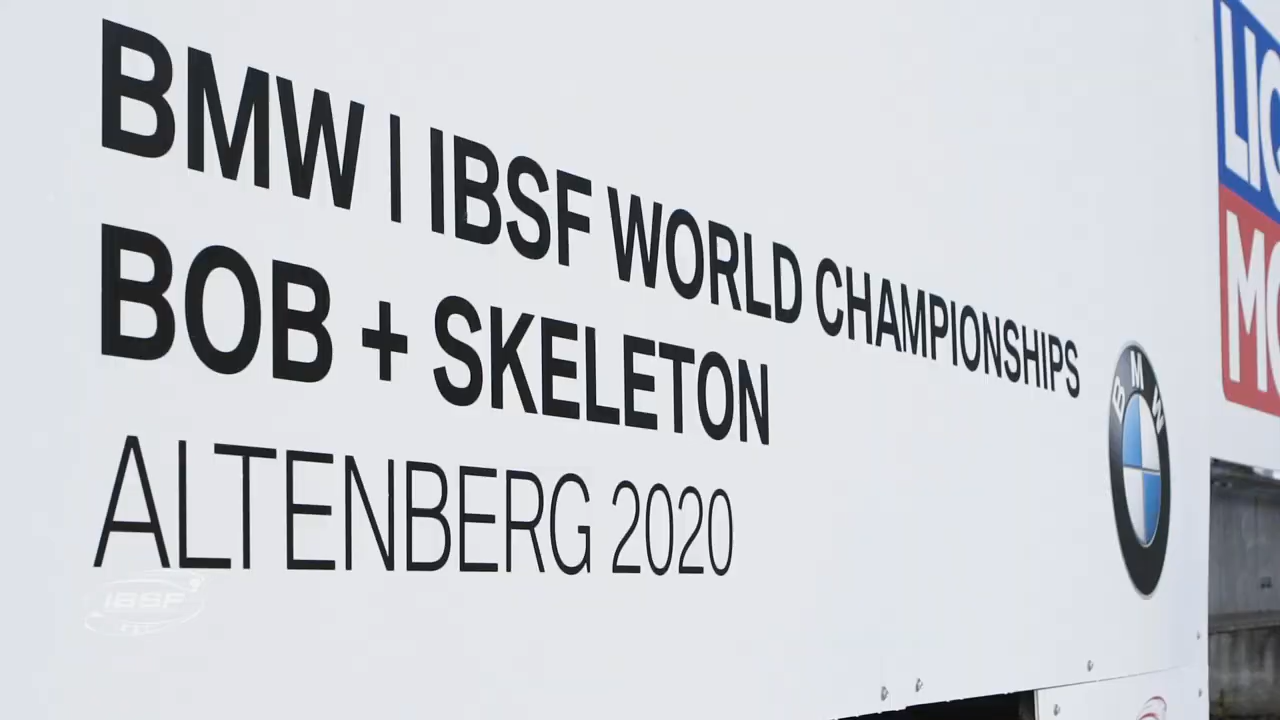 BMW | IBSF WORLD CHAMPIONSHIPS
BOB + SKELETON
ALTENBERG 2020
BMW
IBSF